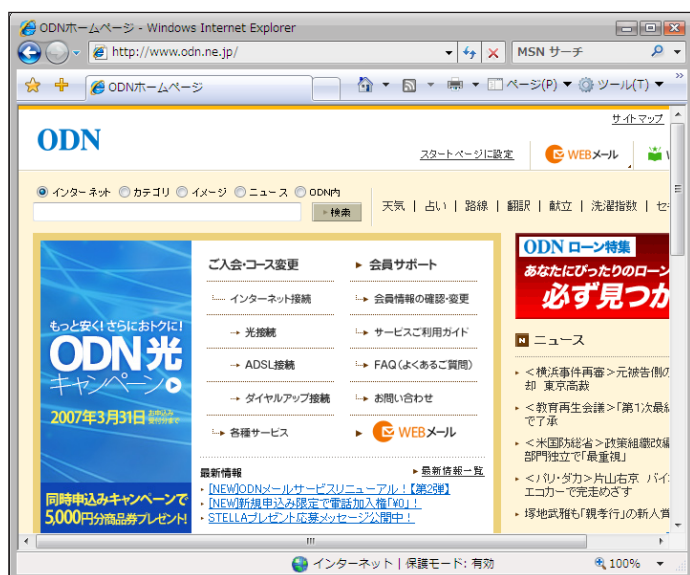 ODNホームページ - Windows Internet Explorer
http://www.odn.ne.jp/
MSN サーチ
ODNホームページ
ページ(P)
ツール(T)
»
サイトマップ
ODN
スタートページに設定
WEBメール
インターネット カテゴリ イメージ ニュース ODN内
検索
天気 | 占い | 路線 | 翻訳 | 献立 | 洗濯指数 | セ
もっと安く!さらにおトクに!
ODN光
キャンペーン
2007年3月31日
同時申込みキャンペーンで
5,000円分商品券プレゼント!
ご入会・コース変更
インターネット接続
光接続
ADSL接続
ダイヤルアップ接続
各種サービス
会員サポート
会員情報の確認・変更
サービスご利用ガイド
FAQ(よくあるご質問)
お問い合わせ
WEBメール
最新情報
最新情報一覧
[NEW]ODNメールサービスリニューアル!【第2弾】
[NEW]新規申込み限定で電話加入権「¥0」!
STELLAプレゼント応募メッセージ公開中!
ODN ローン特集
あなたにぴったりのローン
必ず見つか
N ニュース
<横浜事件再審>元被告側の
却 東京高裁
<教育再生会議>「第1次最終
で了承
<米国防総省>政策組織改編
部門独立で「最重視」
<パリ・ダカ>片山右京 バイ
エコカーで完走めざす
塚地武雅も「親孝行」の新人賞
インターネット | 保護モード: 有効
100%